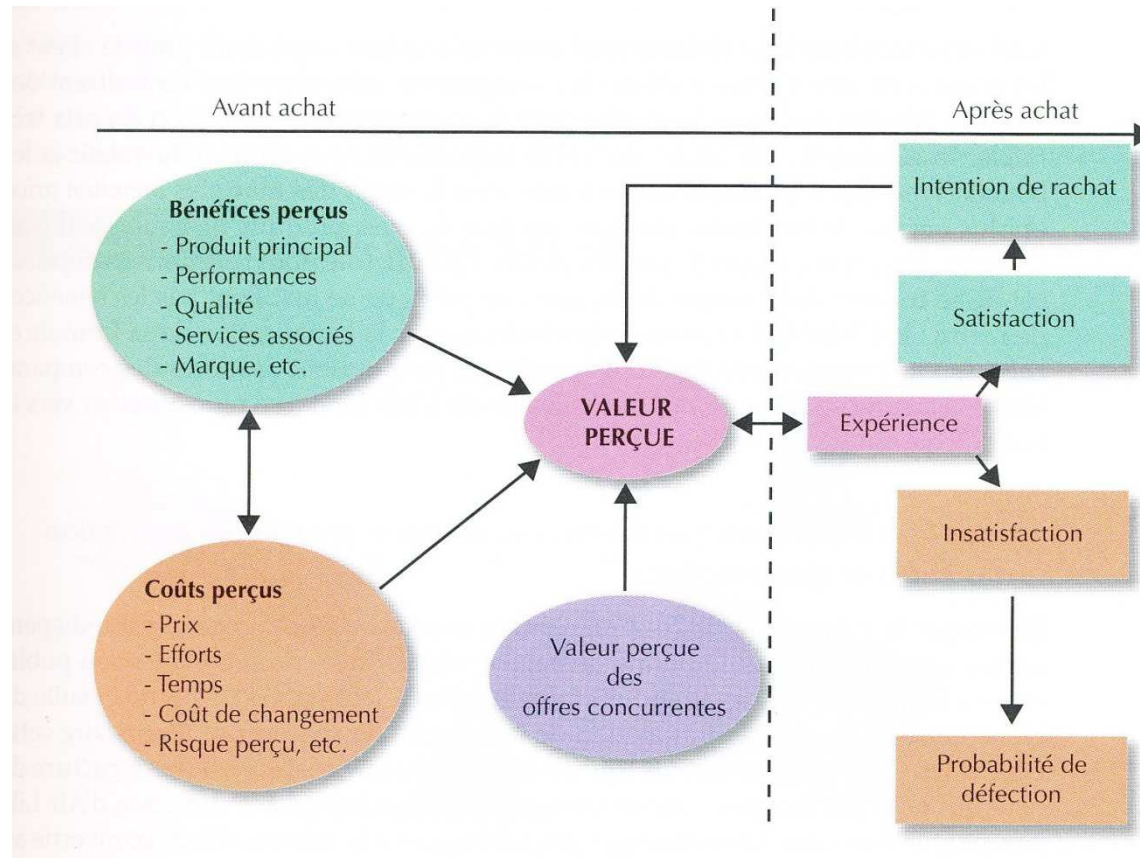 Avant achat
Après achat
Bénéfices perçus
- Produit principal
- Performances
- Qualité
- Services associés
- Marque, etc.
Coûts perçus
- Prix
- Efforts
- Temps
- Coût de changement
- Risque perçu, etc.
VALEUR
PERÇUE
Valeur perçue
des
offres concurrentes
Expérience
Intention de rachat
Satisfaction
Insatisfaction
Probabilité de
défection